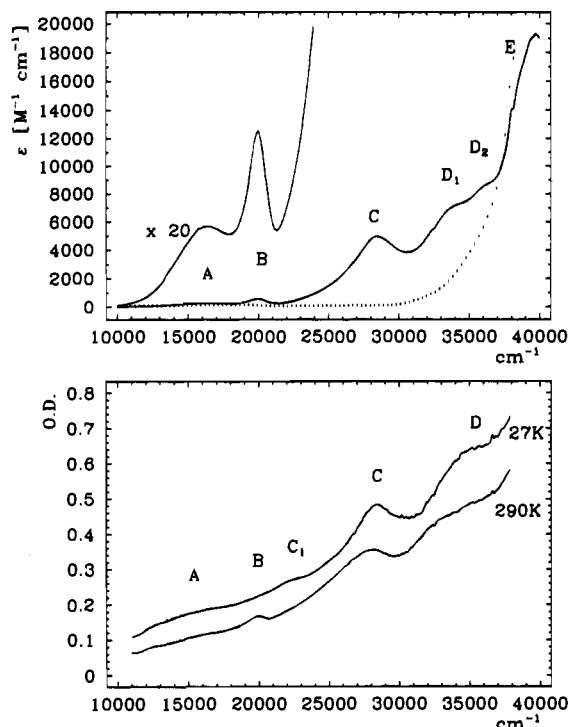 20000
18000
16000
14000
12000
10000
8000
6000
4000
2000
0
ε [M⁻¹ cm⁻¹]
x 20
A
B
C
D₁
D₂
E
10000 15000 20000 25000 30000 35000 40000
cm⁻¹
0.8
0.7
0.6
0.5
0.4
0.3
0.2
0.1
0
O.D.
A
B
C₁
C
D
27K
290K
10000 15000 20000 25000 30000 35000 40000
cm⁻¹